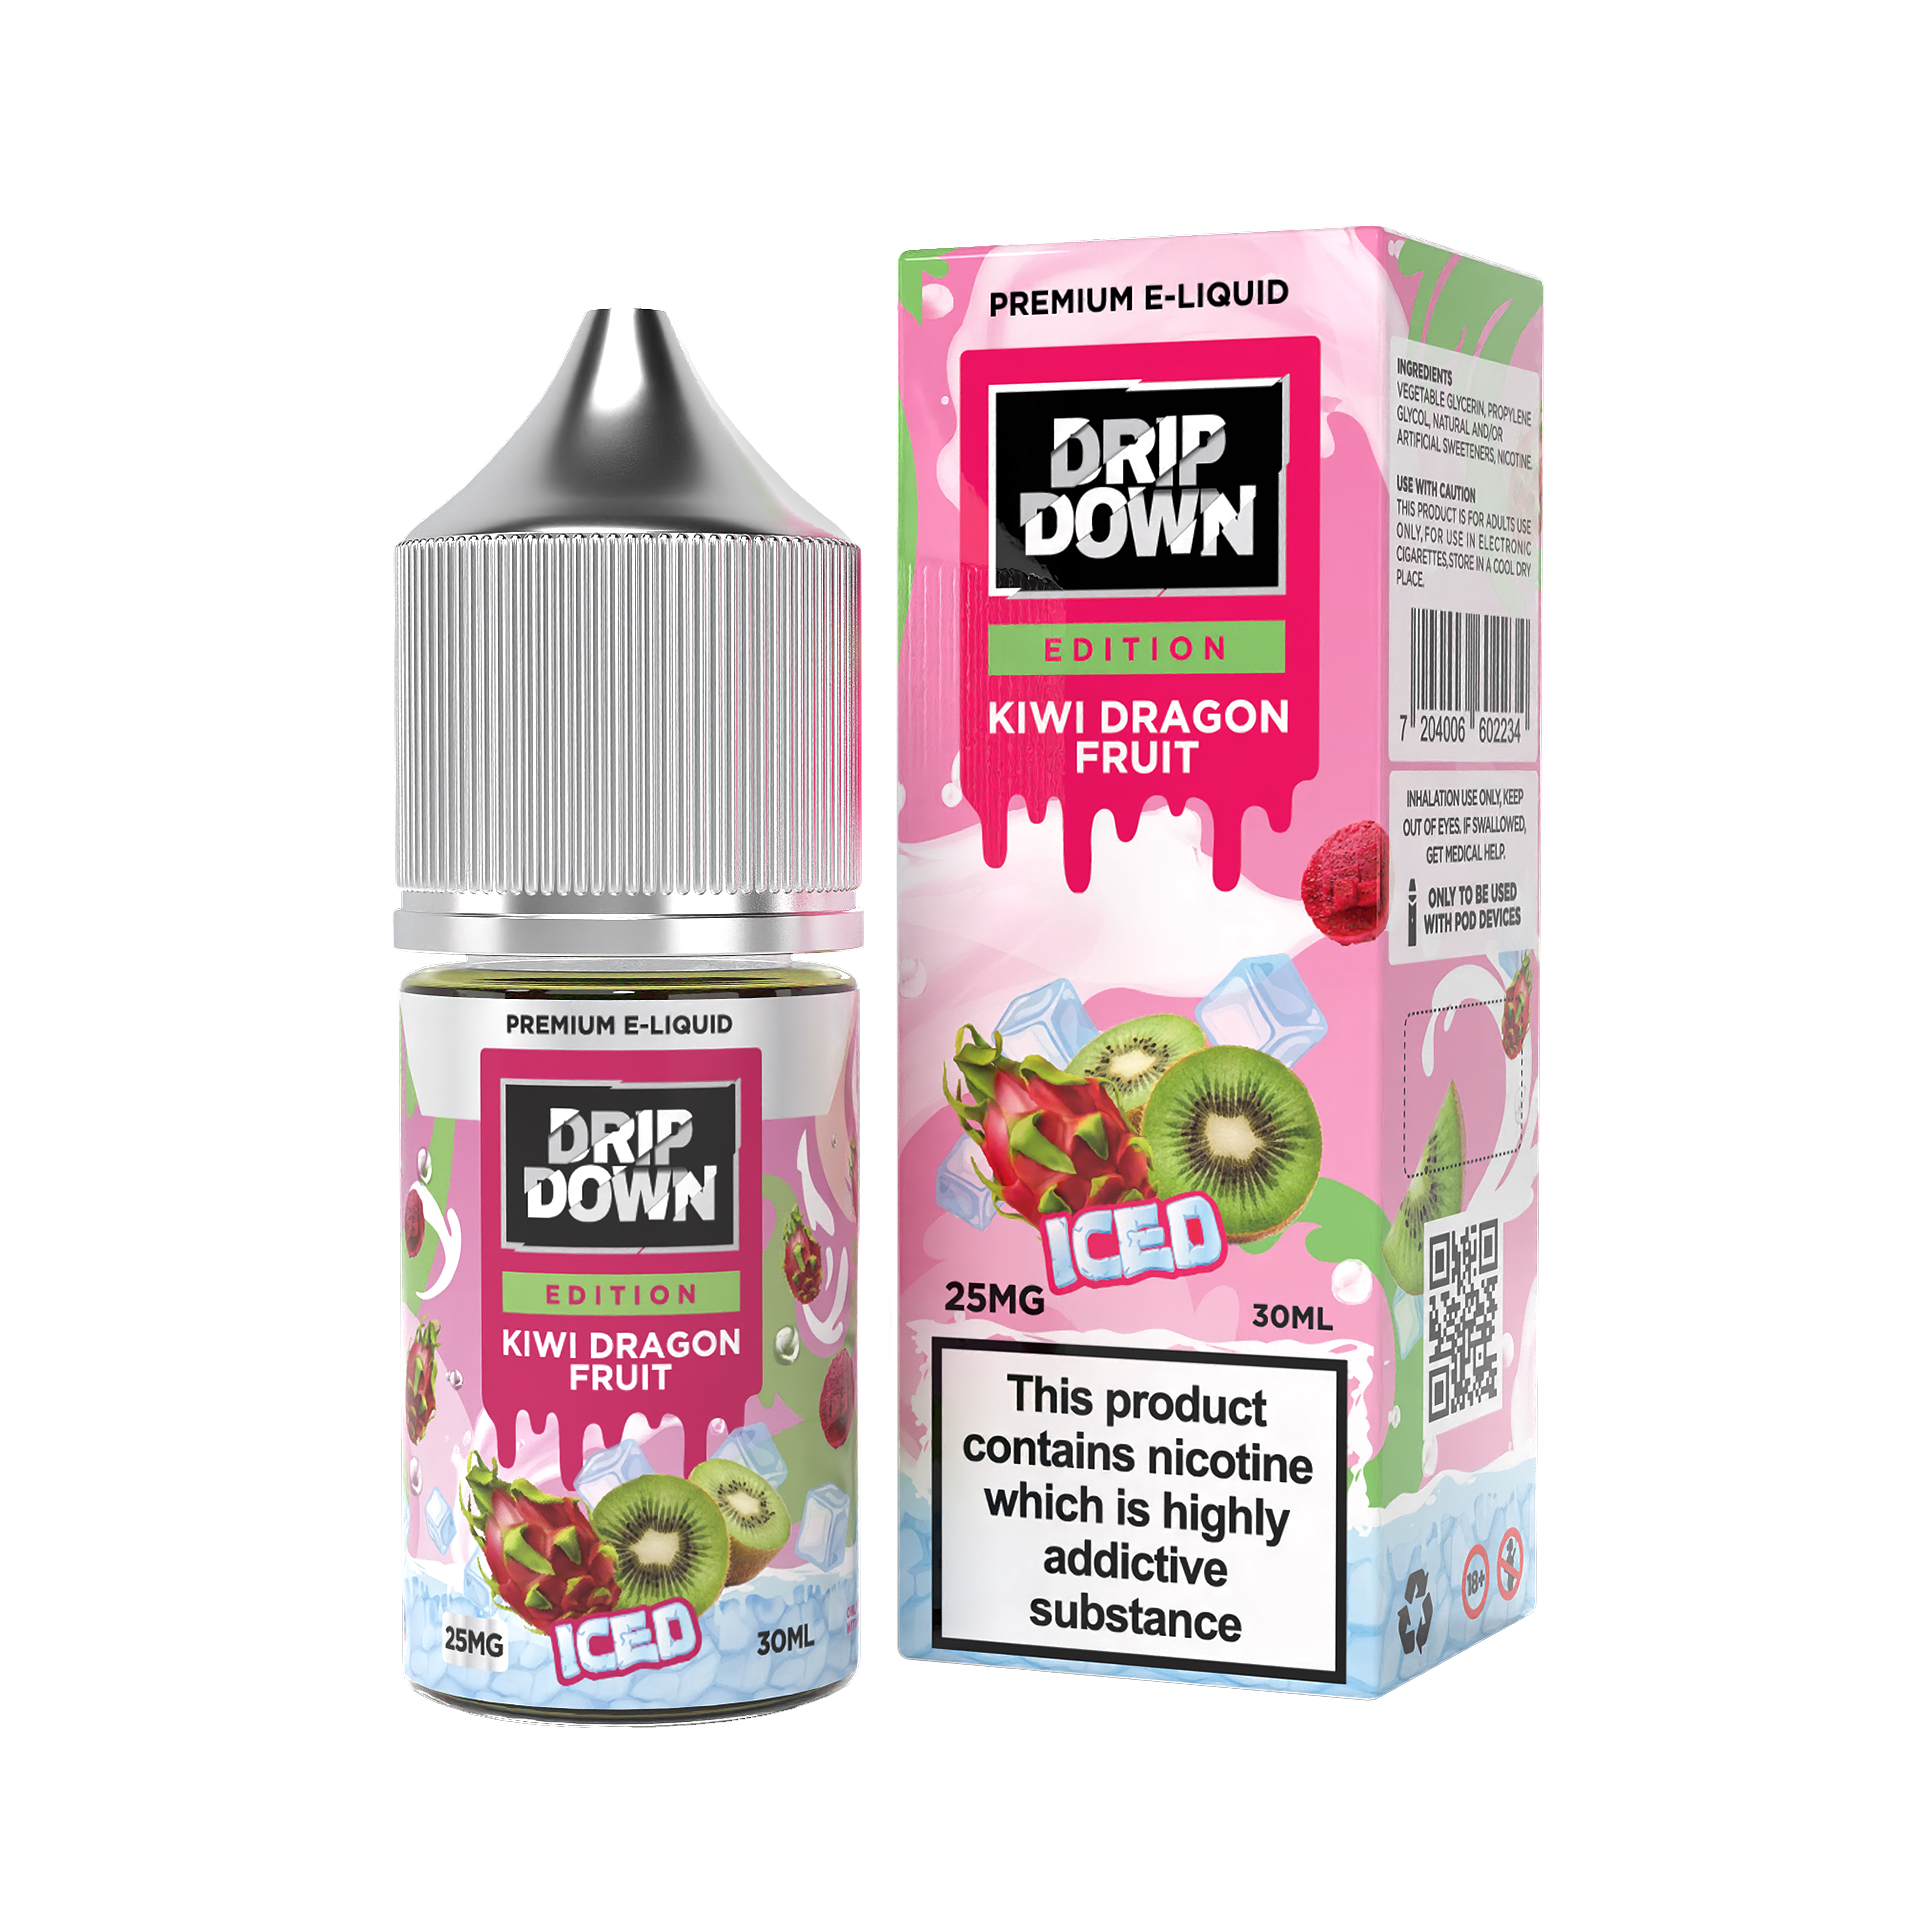 PREMIUM E-LIQUID
DRIP
DOWN
EDITION
KIWI DRAGON
FRUIT
ICED
25MG
30ML
PREMIUM E-LIQUID
DRIP
DOWN
EDITION
KIWI DRAGON
FRUIT
ICED
25MG
30ML
This product
contains nicotine
which is highly
addictive
substance
INGREDIENTS
VEGETABLE GLYCERIN, PROPYLENE
GLYCOL, NATURAL AND/OR
ARTIFICIAL SWEETENERS, NICOTINE.
USE WITH CAUTION
THIS PRODUCT IS FOR ADULTS USE
ONLY,FOR USE IN ELECTRONIC
CIGARETTES,STORE IN A COOL DRY
PLACE.
7 204006 602234
INHALATION USE ONLY, KEEP
OUT OF EYES. IF SWALLOWED,
GET MEDICAL HELP.
ONLY TO BE USED
WITH POD DEVICES
18+